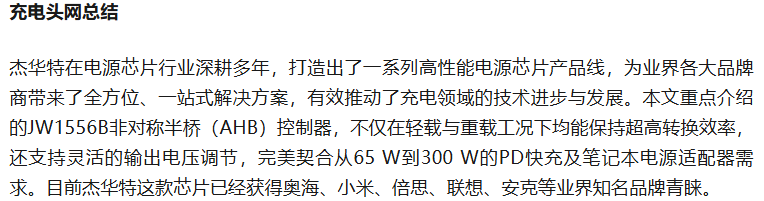 充电头网总结
杰华特在电源芯片行业深耕多年，打造出了一系列高性能电源芯片产品线，为业界各大品牌
商带来了全方位、一站式解决方案，有效推动了充电领域的技术进步与发展。本文重点介绍
的JW1556B非对称半桥（AHB）控制器，不仅在轻载与重载工况下均能保持超高转换效率，
还支持灵活的输出电压调节，完美契合从65 W到300 W的PD快充及笔记本电源适配器需
求。目前杰华特这款芯片已经获得奥海、小米、倍思、联想、安克等业界知名品牌青睐。